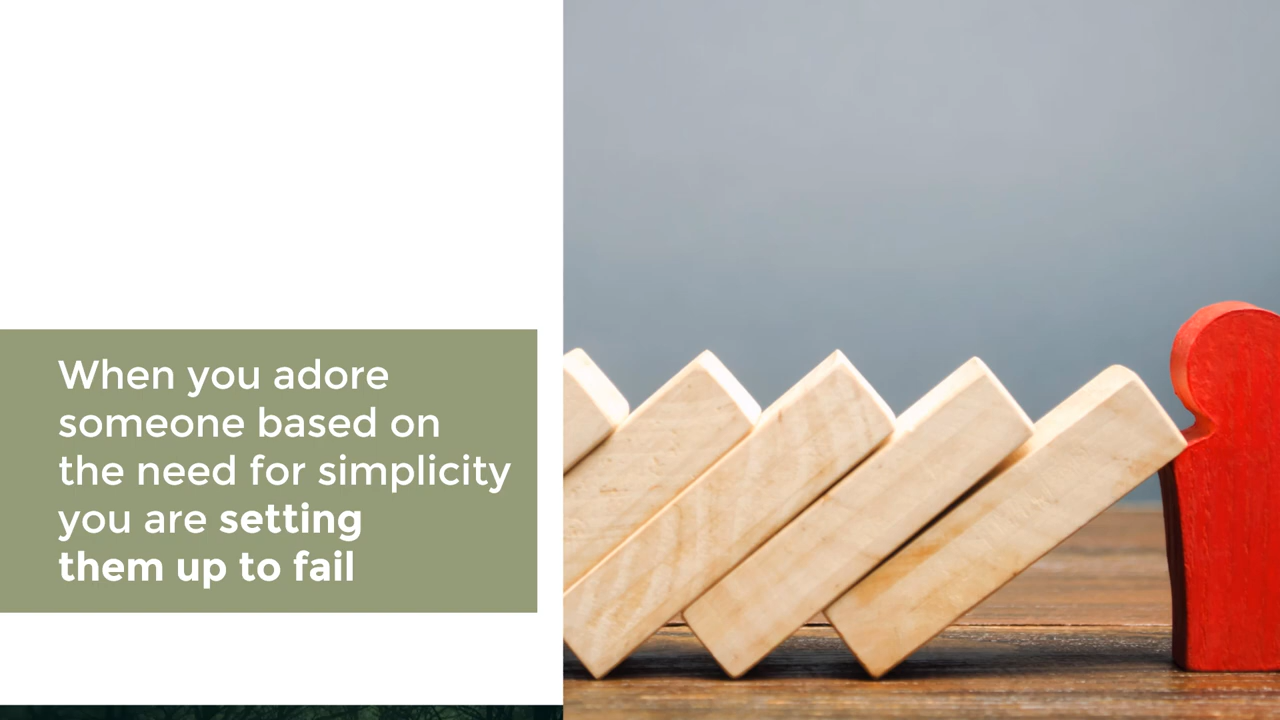 When you adore
someone based on
the need for simplicity
you are setting
them up to fail